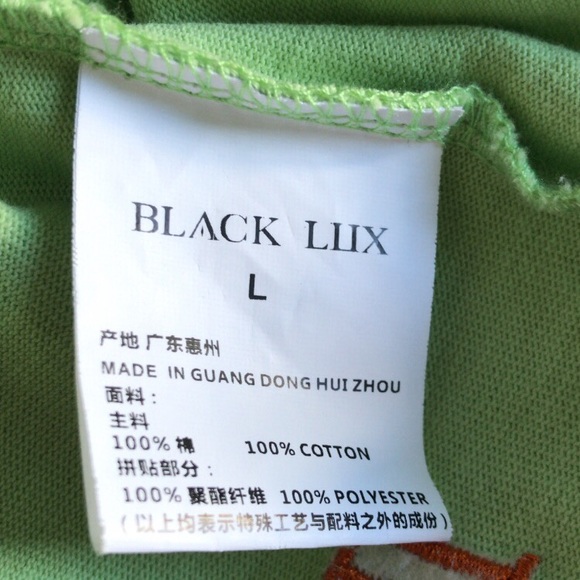 BLACK LUX
L
产地 广东惠州
MADE IN GUANG DONG HUI ZHOU
面料：
主料
100% 棉 100% COTTON
拼贴部分：
100% 聚酯纤维 100% POLYESTER
（以上均表示特殊工艺与配料之外的成份）